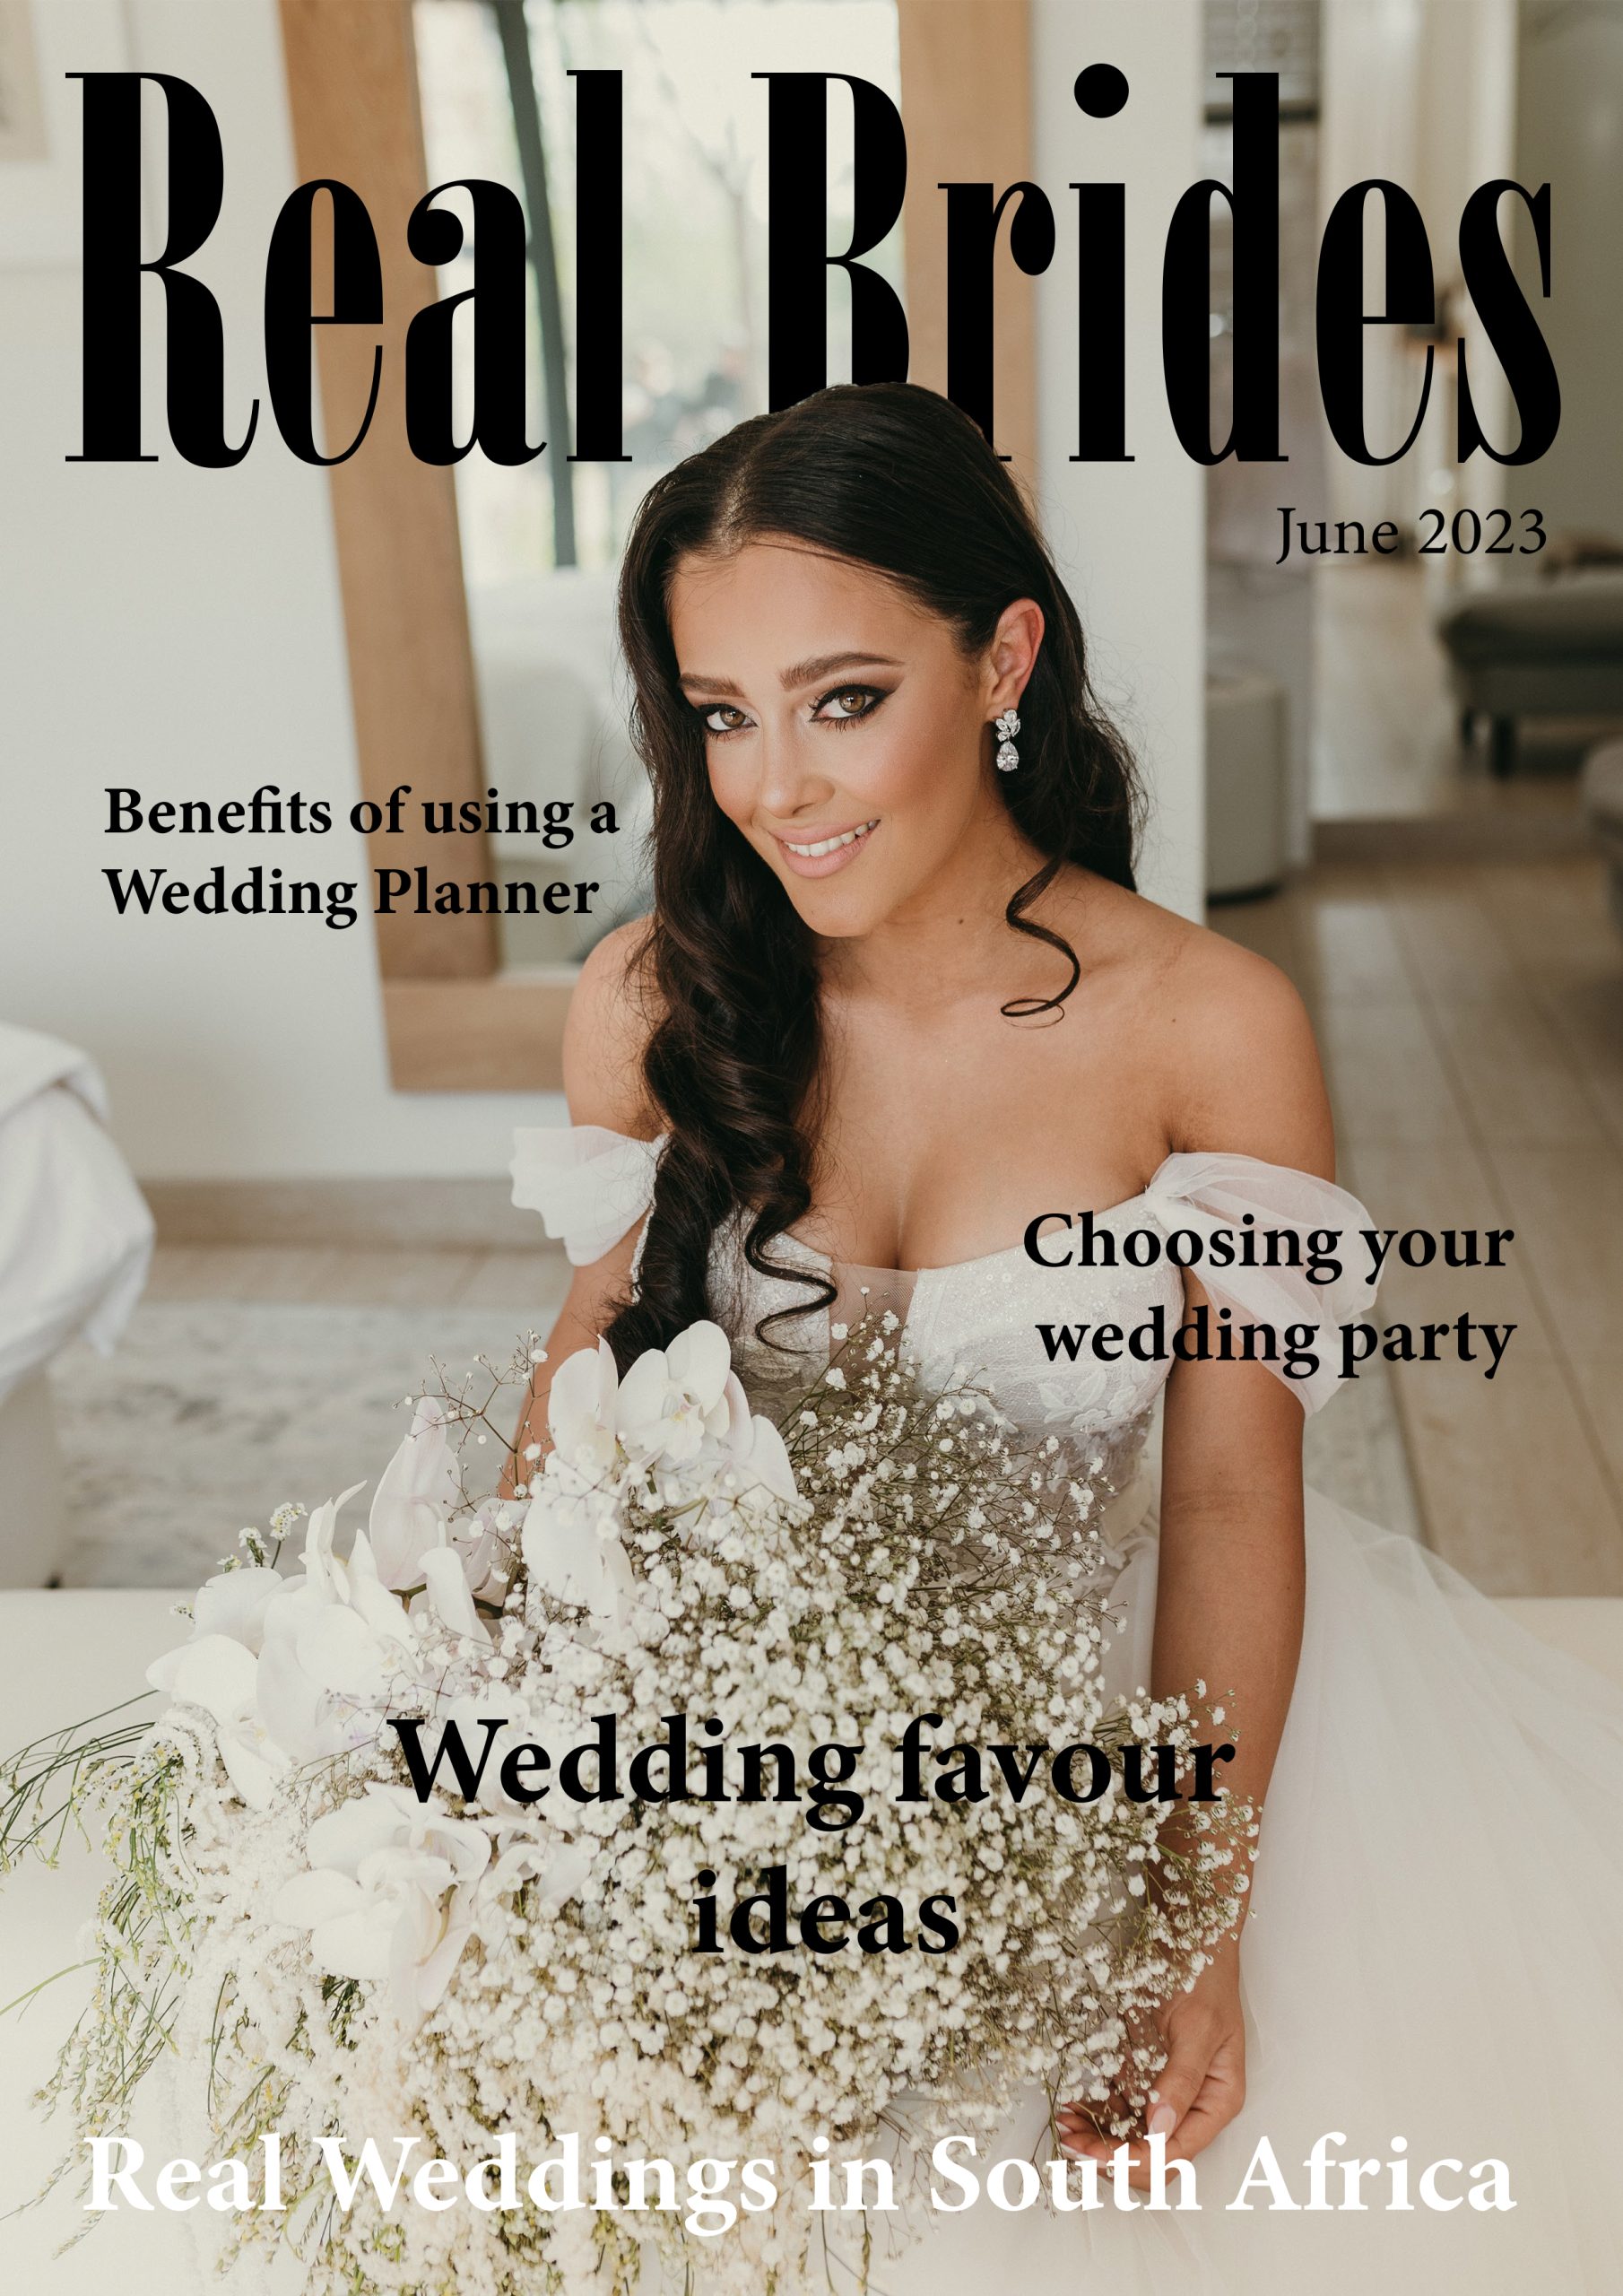 Real Brides
June 2023
Benefits of using a
Wedding Planner
Choosing your
wedding party
Wedding favour
ideas
Real Weddings in South Africa